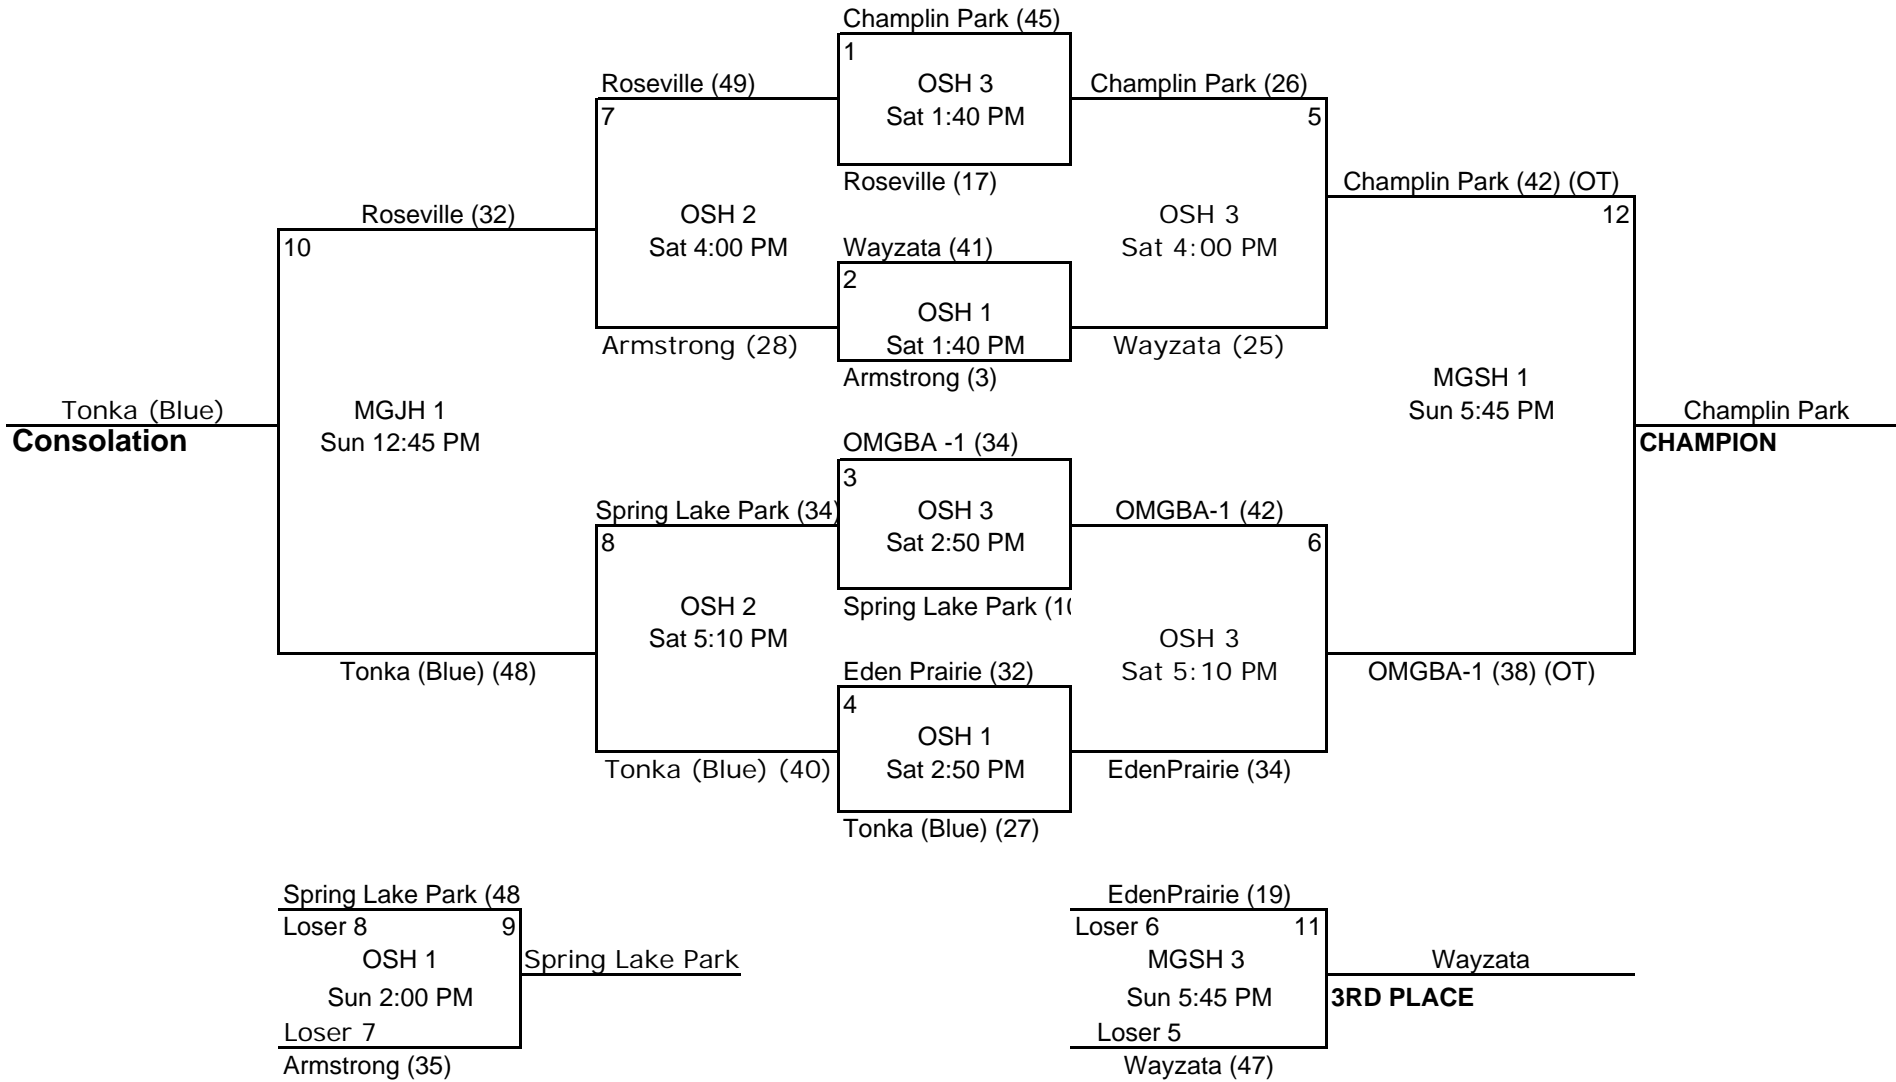 Champlin Park (45)
1
OSH 3
Sat 1:40 PM
Roseville (17)
Roseville (49)
7
OSH 2
Sat 4:00 PM
Armstrong (28)
Champlin Park (26)
5
OSH 3
Sat 4:00 PM
Wayzata (25)
Wayzata (41)
2
OSH 1
Sat 1:40 PM
Armstrong (3)
Roseville (32)
10
MGJH 1
Sun 12:45 PM
Tonka (Blue) (48)
Champlin Park (42) (OT)
12
MGSH 1
Sun 5:45 PM
OMGBA-1 (38) (OT)
Tonka (Blue)
Consolation
Champlin Park
CHAMPION
OMGBA -1 (34)
3
OSH 3
Sat 2:50 PM
Spring Lake Park (10
Spring Lake Park (34)
8
OSH 2
Sat 5:10 PM
Tonka (Blue) (40)
OMGBA-1 (42)
6
OSH 3
Sat 5:10 PM
EdenPrairie (34)
Eden Prairie (32)
4
OSH 1
Sat 2:50 PM
Tonka (Blue) (27)
Spring Lake Park (48
Loser 8
9
OSH 1
Sun 2:00 PM
Loser 7
Armstrong (35)
Spring Lake Park
EdenPrairie (19)
Loser 6
11
MGSH 3
Sun 5:45 PM
Loser 5
Wayzata (47)
Wayzata
3RD PLACE